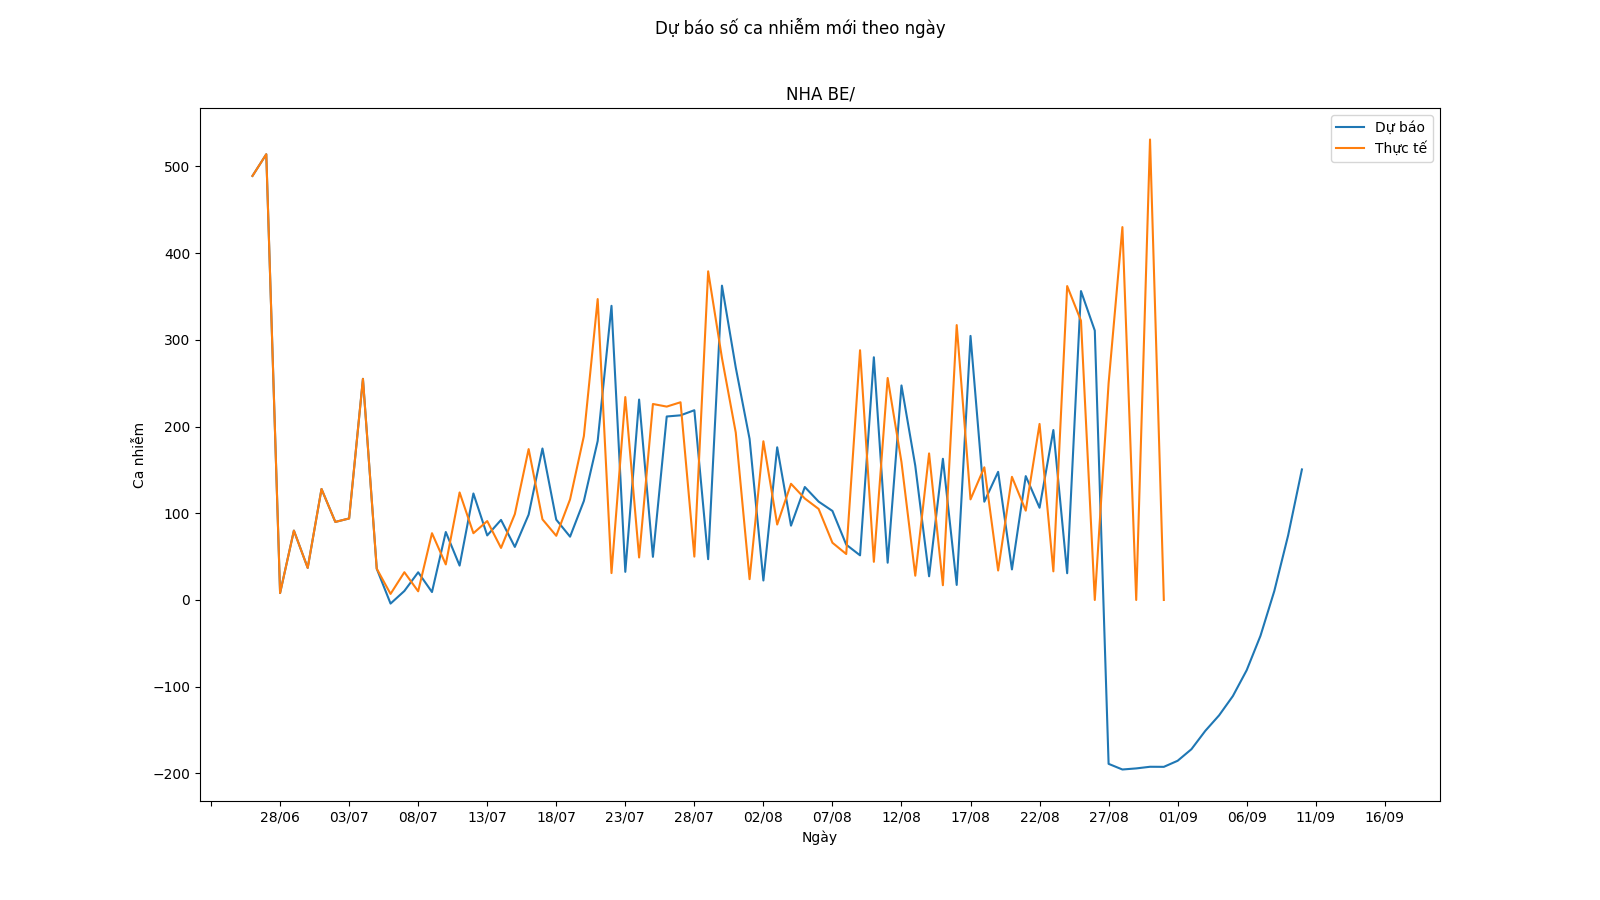 Dự báo số ca nhiễm mới theo ngày
NHA BE/
Dự báo
Thực tế
Ca nhiễm
500
400
300
200
100
0
−100
−200
28/06 03/07 08/07 13/07 18/07 23/07 28/07 02/08 07/08 12/08 17/08 22/08 27/08 01/09 06/09 11/09 16/09
Ngày